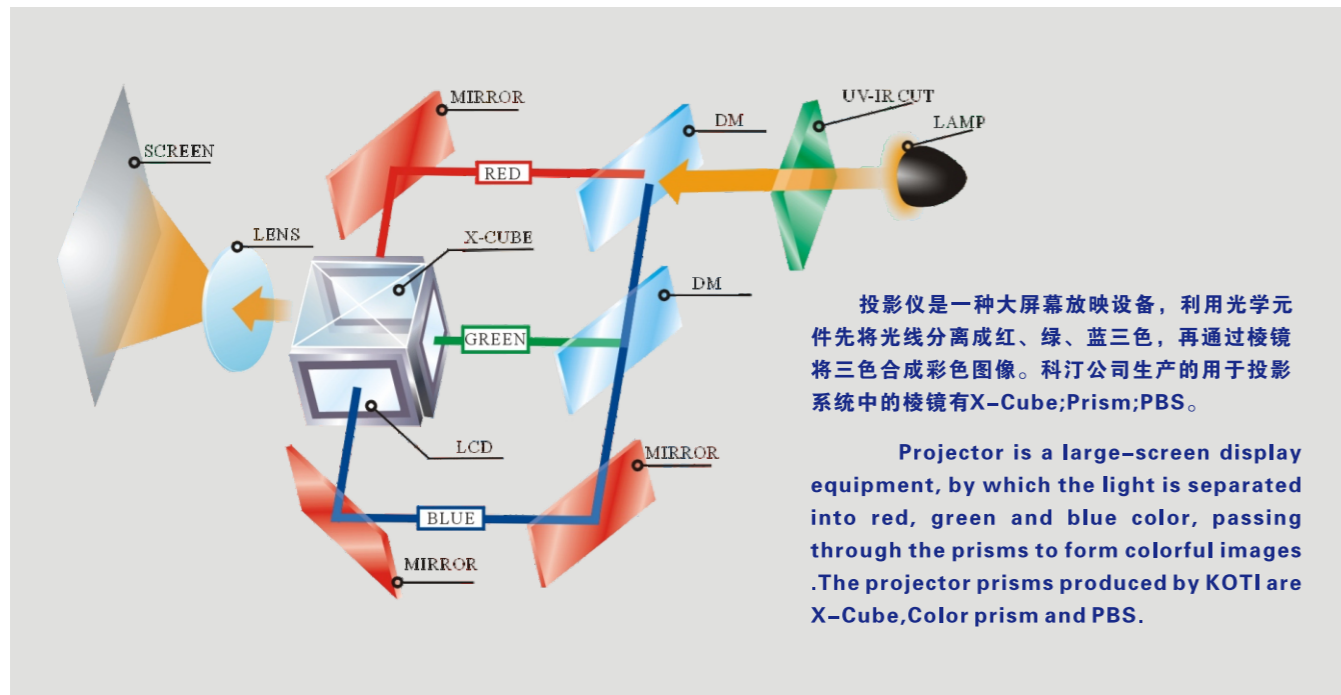 MIRROR
UV-IR CUT
DM
LAMP
SCREEN
RED
LENS
X-CUBE
DM
GREEN
LCD
MIRROR
BLUE
MIRROR
投影仪是一种大屏幕放映设备，利用光学元
件先将光线分离成红、绿、蓝三色，再通过棱镜
将三色合成彩色图像。科汀公司生产的用于投影
系统中的棱镜有X-Cube;Prism;PBS。
Projector is a large-screen display
equipment, by which the light is separated
into red, green and blue color, passing
through the prisms to form colorful images
.The projector prisms produced by KOTI are
X-Cube,Color prism and PBS.